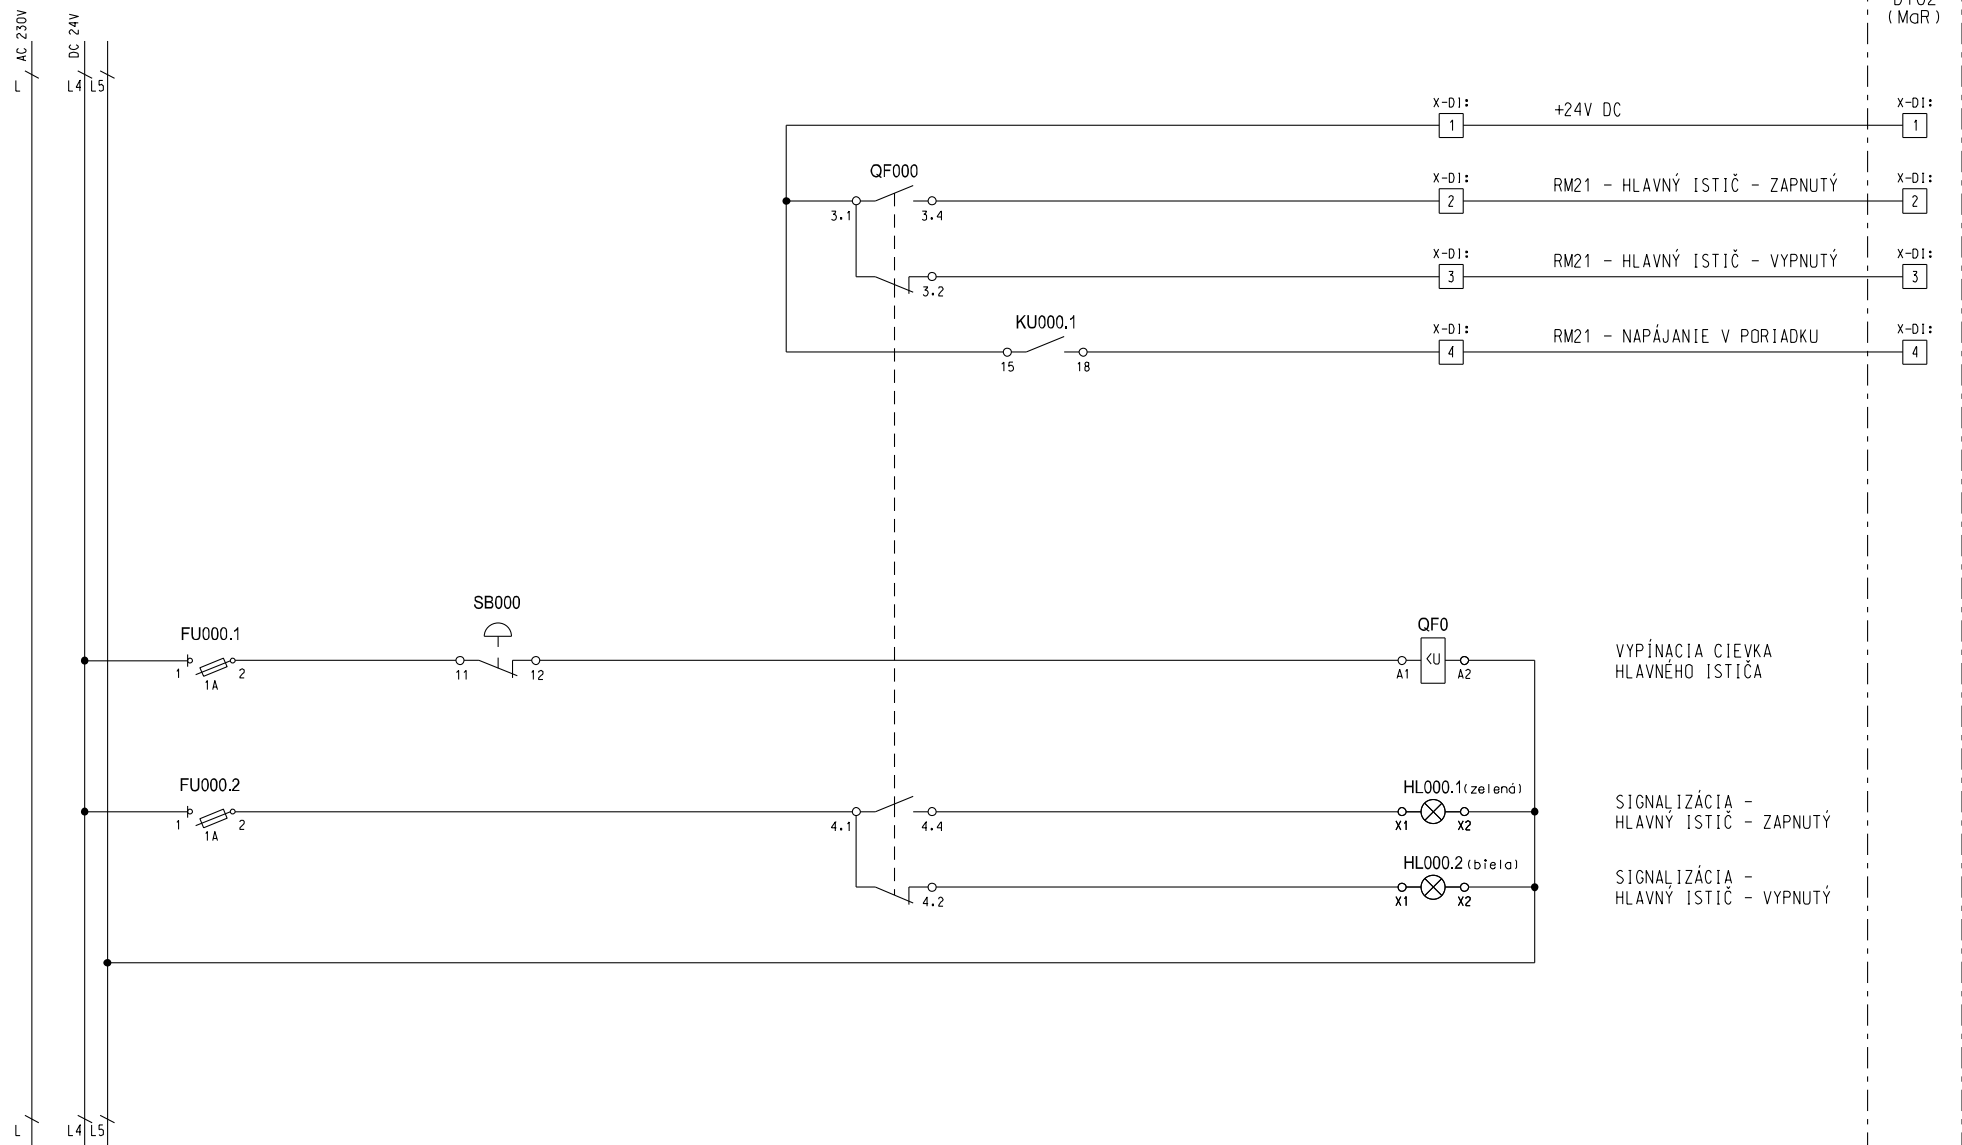 AC 230V
DC 24V
L
L4
L5
(MaR)
X-DI:
1
+24V DC
X-DI:
1
QF000
3.1
3.4
X-DI:
2
RM21 - HLAVNÝ ISTIČ - ZAPNUTÝ
X-DI:
2
3.2
X-DI:
3
RM21 - HLAVNÝ ISTIČ - VYPNUTÝ
X-DI:
3
KU000.1
15
18
X-DI:
4
RM21 - NAPÁJANIE V PORIADKU
X-DI:
4
FU000.1
1
1A
2
SB000
11
12
QF0
A1
<U
A2
VYPÍNACIA CIEVKA
HLAVNÉHO ISTIČA
FU000.2
1
1A
2
4.1
4.4
HL000.1(zelená)
X1
X2
SIGNALIZÁCIA -
HLAVNÝ ISTIČ - ZAPNUTÝ
4.2
HL000.2(biela)
X1
X2
SIGNALIZÁCIA -
HLAVNÝ ISTIČ - VYPNUTÝ
L
L4
L5